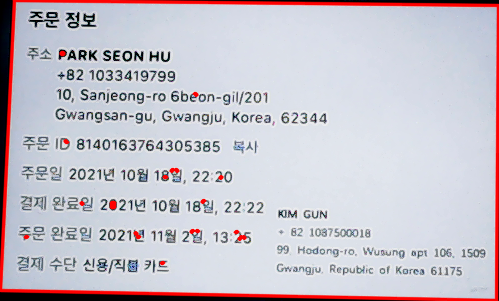 주문 정보
주소 PARK SEON HU
+82 1033419799
10, Sanjeong-ro 6beon-gil/201
Gwangsan-gu, Gwangju, Korea, 62344
주문 ID 8140163764305385 복사
주문일 2021년 10월 18일, 22:20
결제 완료일 2021년 10월 18일, 22:22
주문 완료일 2021년 11월 2일, 13:25
결제 수단 신용/직불 카드
KIM GUN
+ 82 1087500018
99 Hodong-ro, Wusung apt 106, 1509
Gwangju, Republic of Korea 61175